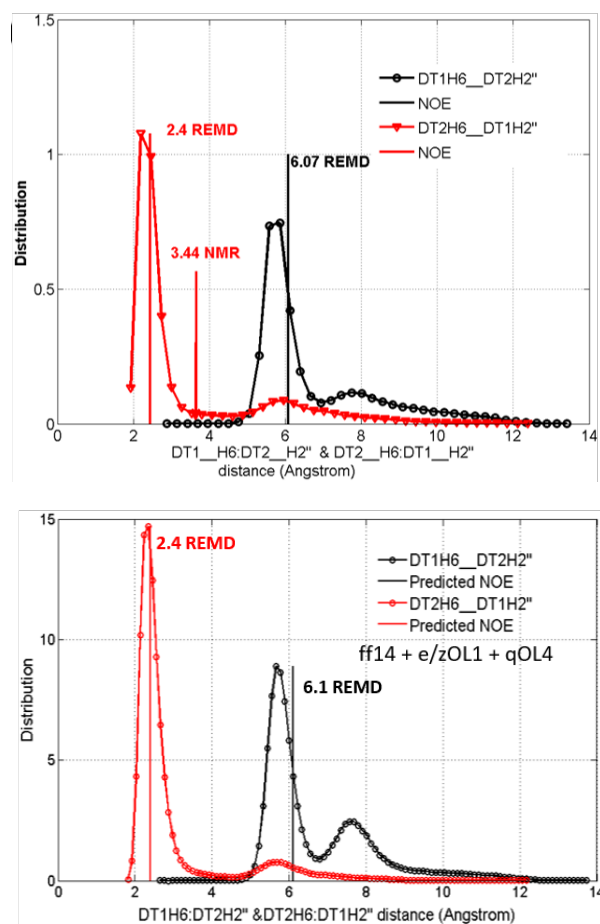 1.5
DT1H6__DT2H2"
NOE
DT2H6__DT1H2"
NOE
2.4 REMD
1
6.07 REMD
Distribution
3.44 NMR
0.5
0
0 2 4 6 8 10 12 14
DT1__H6:DT2__H2" & DT2__H6:DT1__H2"
distance (Angstrom)
15
2.4 REMD
DT1H6__DT2H2"
Predicted NOE
DT2H6__DT1H2"
Predicted NOE
10
ff14 + e/zOL1 + qOL4
6.1 REMD
Distribution
5
0
0 2 4 6 8 10 12 14
DT1H6:DT2H2" &DT2H6:DT1H2" distance (Angstrom)